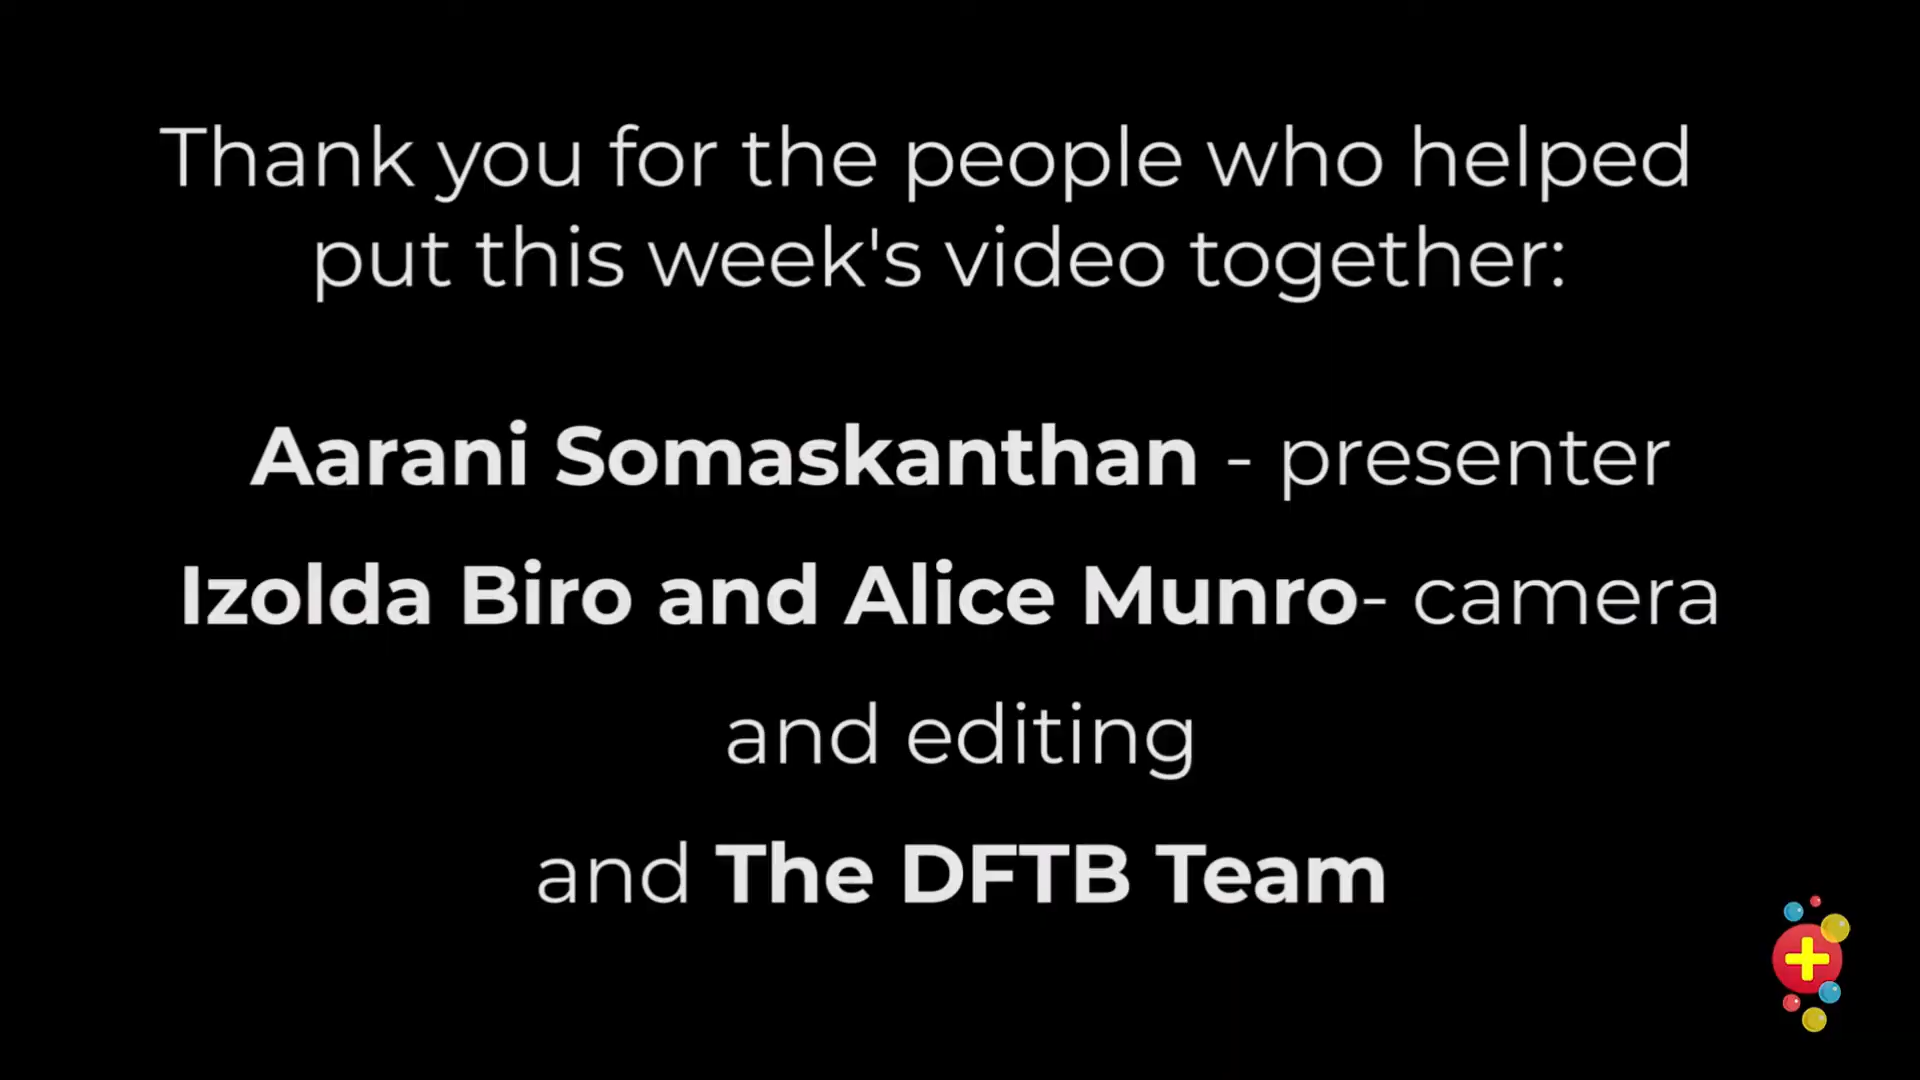 Thank you for the people who helped
put this week's video together:
Aarani Somaskanthan - presenter
Izolda Biro and Alice Munro- camera
and editing
and The DFTB Team